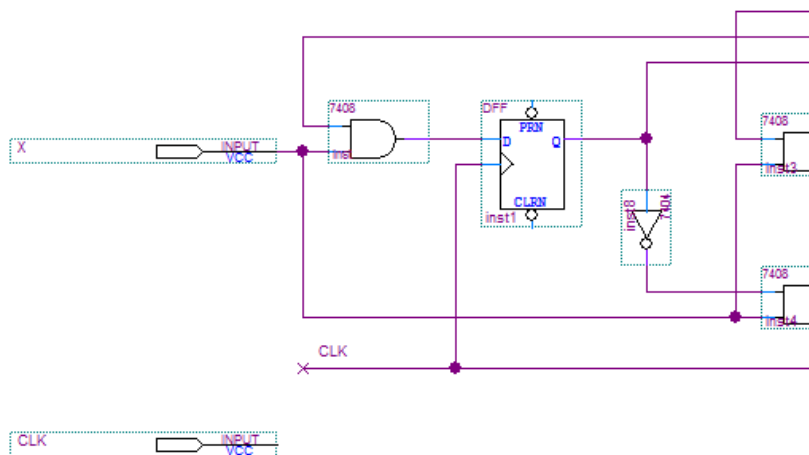 7408
inst
X
INPUT
VCC
DFF
PRN
D
Q
CLRN
inst1
inst8
7404
7408
inst3
7408
inst4
CLK
CLK
INPUT
VCC